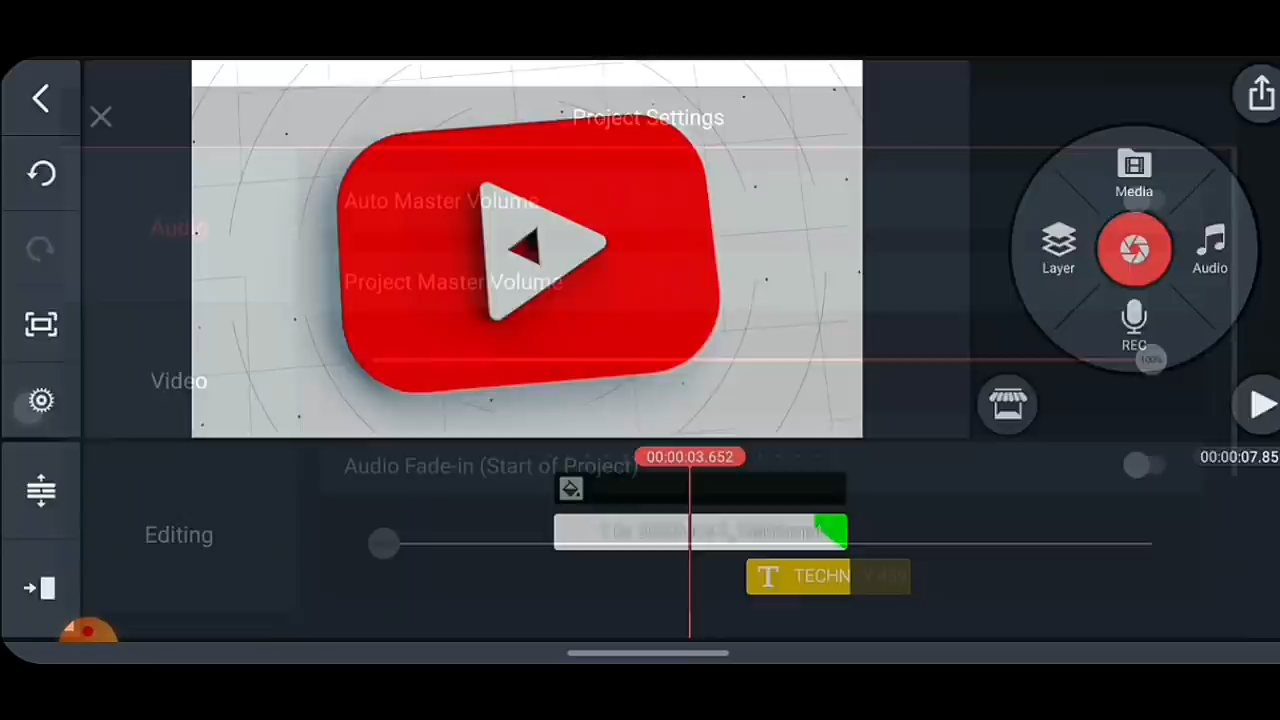 Project Settings
Media
Auto Master Volume
Audio
Layer
Audio
Project Master Volume
REC
100%
Video
00:00:03.652
00:00:07.85
Audio Fade-in (Start of Project)
Editing
T TECHN